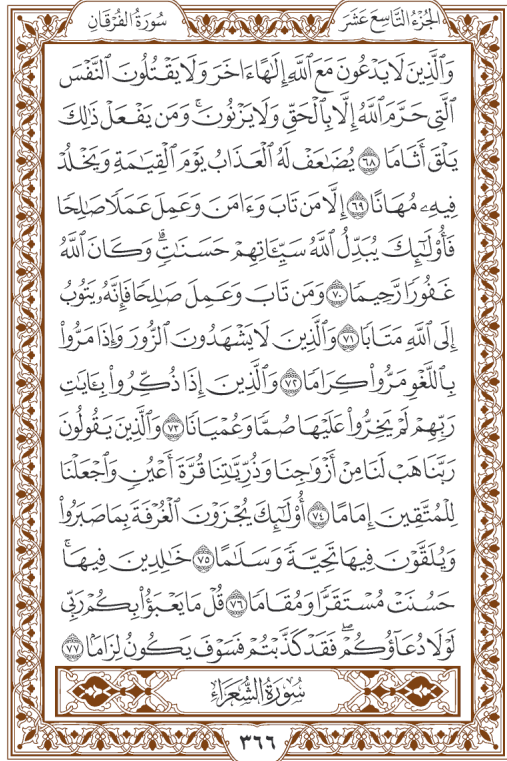 الجزء التاسع عشر
سورة الفرقان
وَالَّذِينَ لَا يَدْعُونَ مَعَ اللَّهِ إِلَٰهًا ءَاخَرَ وَلَا يَقْتُلُونَ النَّفْسَ
الَّتِي حَرَّمَ اللَّهُ إِلَّا بِالْحَقِّ وَلَا يَزْنُونَ ۚ وَمَن يَفْعَلْ ذَٰلِكَ
يَلْقَ أَثَامًا ٦٨ يُضَٰعَفْ لَهُ الْعَذَابُ يَوْمَ الْقِيَٰمَةِ وَيَخْلُدْ
فِيهِۦ مُهَانًا ٦٩ إِلَّا مَن تَابَ وَءَامَنَ وَعَمِلَ عَمَلًا صَٰلِحًا
فَأُولَٰئِكَ يُبَدِّلُ اللَّهُ سَيِّـَٔاتِهِمْ حَسَنَٰتٍ ۗ وَكَانَ اللَّهُ
غَفُورًا رَّحِيمًا ٧٠ وَمَن تَابَ وَعَمِلَ صَٰلِحًا فَإِنَّهُۥ يَتُوبُ
إِلَى اللَّهِ مَتَابًا ٧١ وَالَّذِينَ لَا يَشْهَدُونَ الزُّورَ وَإِذَا مَرُّوا
بِاللَّغْوِ مَرُّوا كِرَامًا ٧٢ وَالَّذِينَ إِذَا ذُكِّرُوا بِـَٔايَٰتِ
رَبِّهِمْ لَمْ يَخِرُّوا عَلَيْهَا صُمًّا وَعُمْيَانًا ٧٣ وَالَّذِينَ يَقُولُونَ
رَبَّنَا هَبْ لَنَا مِنْ أَزْوَٰجِنَا وَذُرِّيَّٰتِنَا قُرَّةَ أَعْيُنٍ وَاجْعَلْنَا
لِلْمُتَّقِينَ إِمَامًا ٧٤ أُولَٰئِكَ يُجْزَوْنَ الْغُرْفَةَ بِمَا صَبَرُوا
وَيُلَقَّوْنَ فِيهَا تَحِيَّةً وَسَلَٰمًا ٧٥ خَٰلِدِينَ فِيهَا ۚ
حَسُنَتْ مُسْتَقَرًّا وَمُقَامًا ٧٦ قُلْ مَا يَعْبَؤُا بِكُمْ رَبِّي
لَوْلَا دُعَاؤُكُمْ ۖ فَقَدْ كَذَّبْتُمْ فَسَوْفَ يَكُونُ لِزَامًا ٧٧
سُورَةُ الشُّعَرَاءِ
٣٦٦